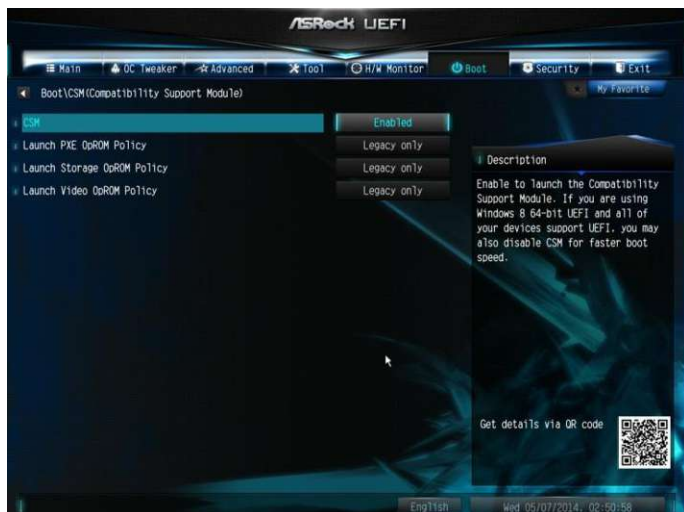 ASRock UEFI
Main OC Tweaker Advanced Tool H/W Monitor Boot Security Exit
Boot\CSM(Compatibility Support Module)
My Favorite
CSM Enabled
Launch PXE OpROM Policy Legacy only
Launch Storage OpROM Policy Legacy only
Launch Video OpROM Policy Legacy only
Description
Enable to launch the Compatibility
Support Module. If you are using
Windows 8 64-bit UEFI and all of
your devices support UEFI, you may
also disable CSM for faster boot
speed.
Get details via QR code
English Wed 05/07/2014, 02:50:58